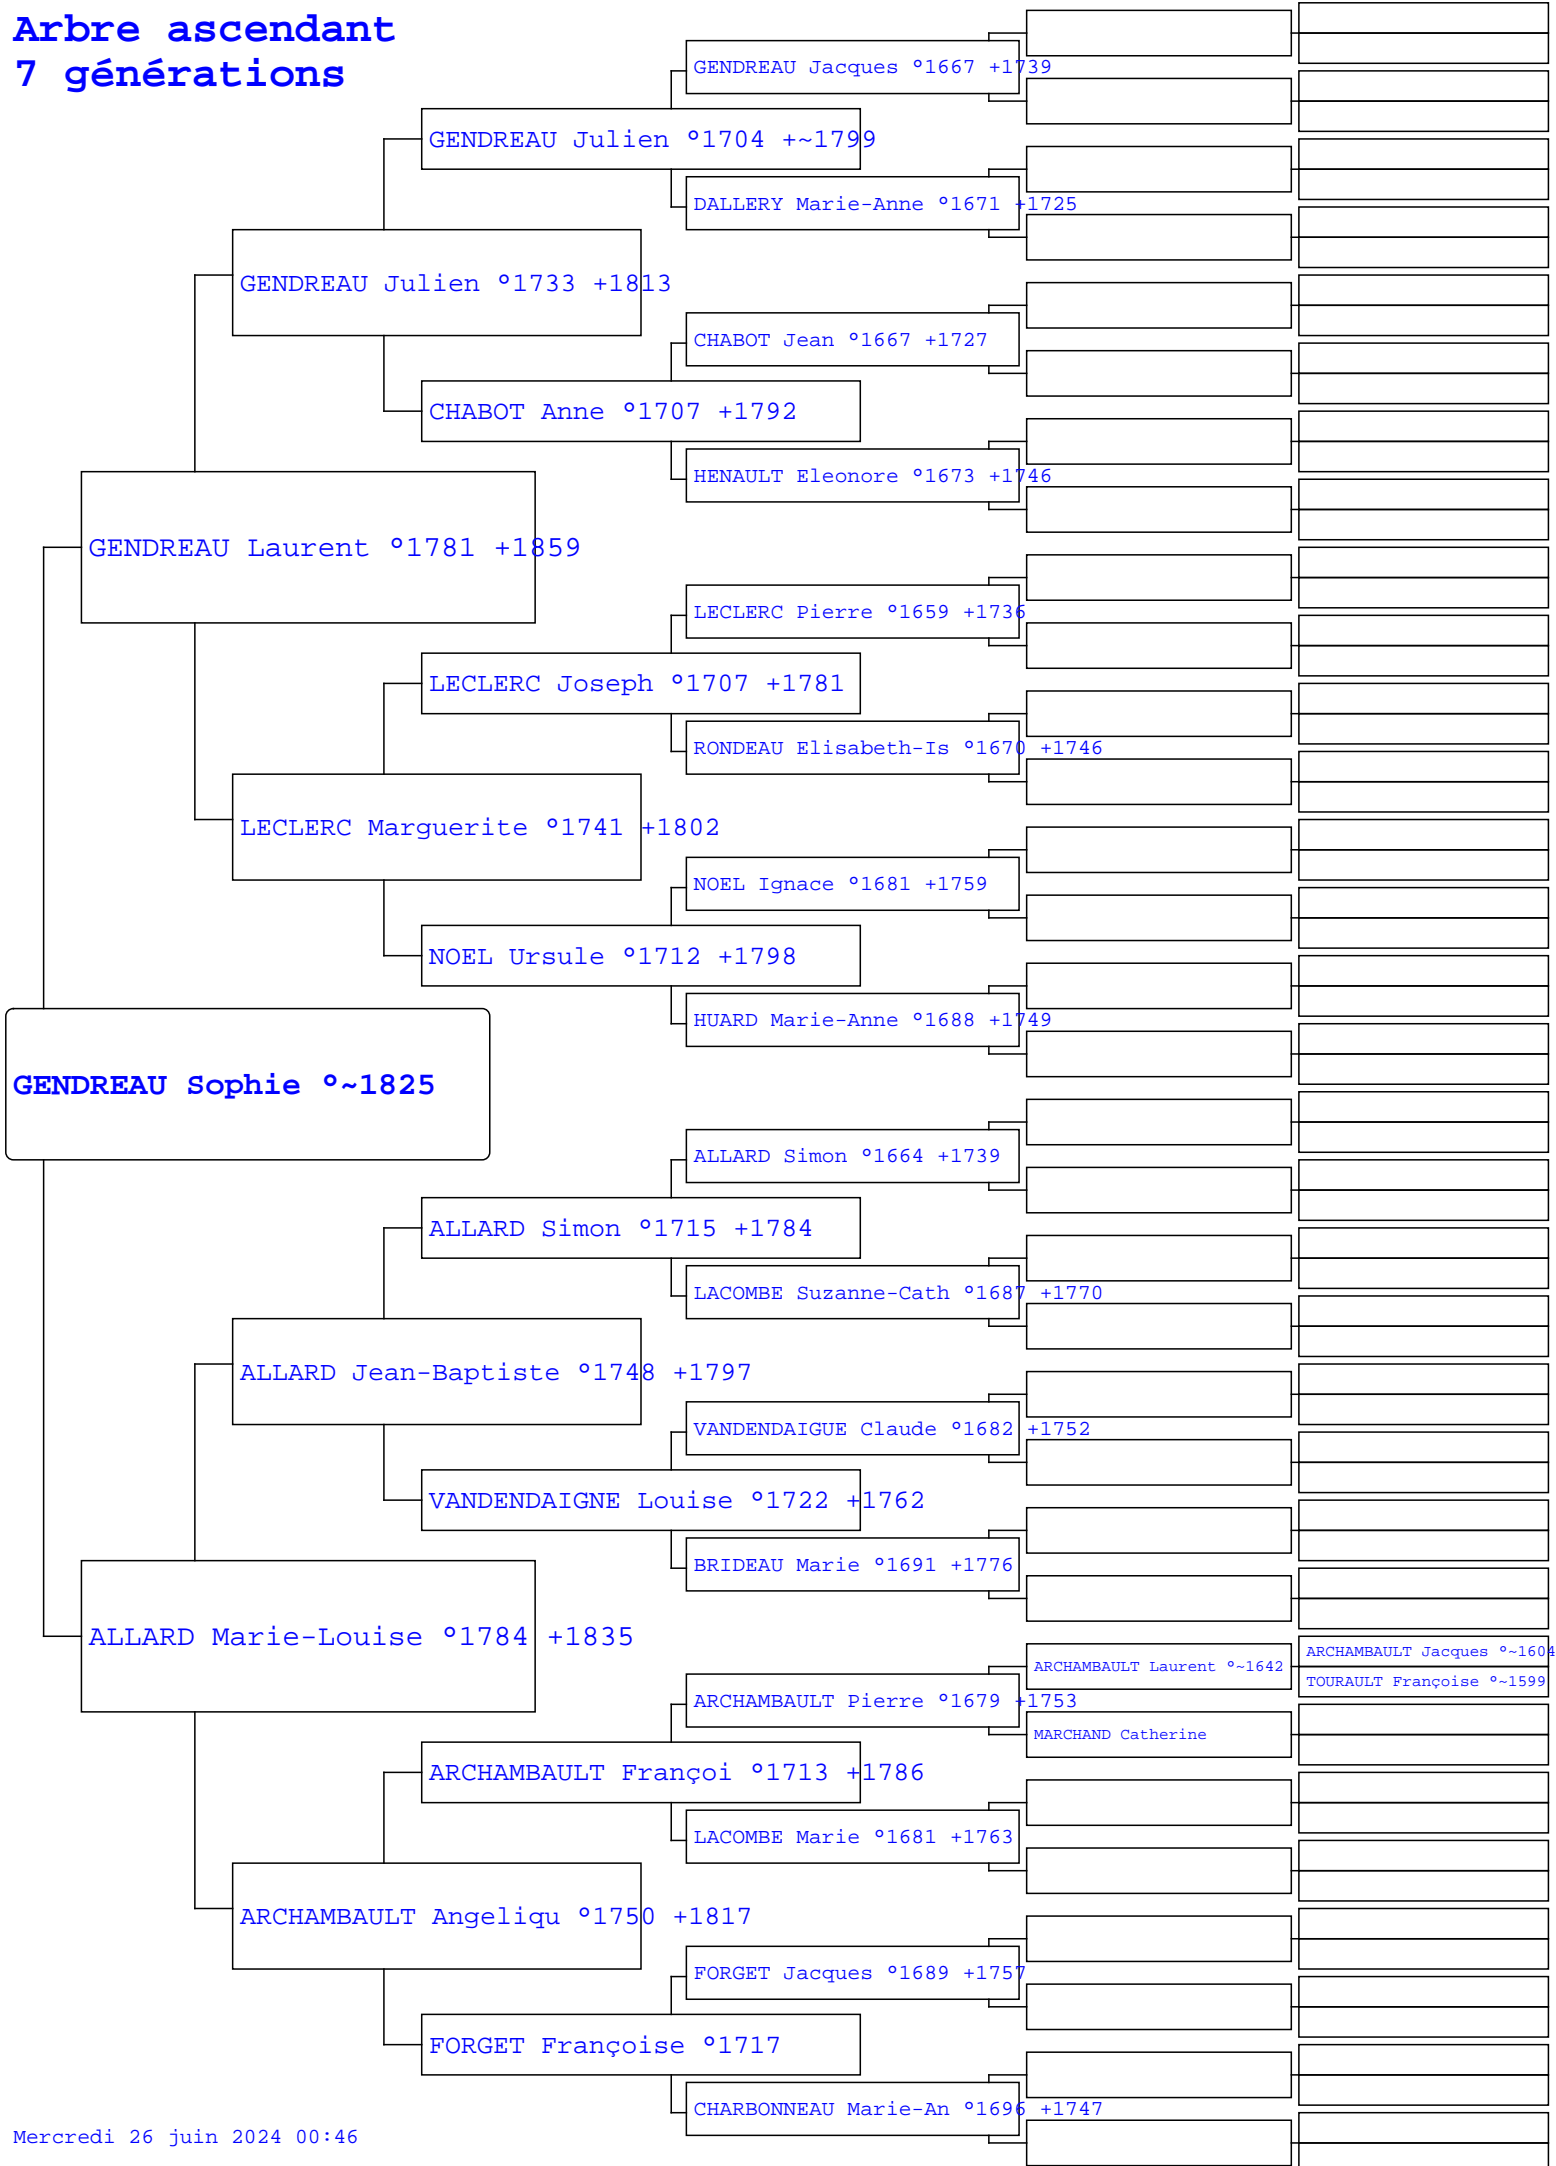 Arbre ascendant
7 générations
GENDREAU Jacques °1667 +1739
GENDREAU Julien °1704 +~1799
DALLERY Marie-Anne °1671 +1725
GENDREAU Julien °1733 +1813
CHABOT Jean °1667 +1727
CHABOT Anne °1707 +1792
HENAULT Eleonore °1673 +1746
GENDREAU Laurent °1781 +1859
LECLERC Pierre °1659 +1736
LECLERC Joseph °1707 +1781
RONDEAU Elisabeth-Is °1670 +1746
LECLERC Marguerite °1741 +1802
NOEL Ignace °1681 +1759
NOEL Ursule °1712 +1798
HUARD Marie-Anne °1688 +1749
GENDREAU Sophie °~1825
ALLARD Simon °1664 +1739
ALLARD Simon °1715 +1784
LACOMBE Suzanne-Cath °1687 +1770
ALLARD Jean-Baptiste °1748 +1797
VANDENDAIGUE Claude °1682 +1752
VANDENDAIGNE Louise °1722 +1762
BRIDEAU Marie °1691 +1776
ALLARD Marie-Louise °1784 +1835
ARCHAMBAULT Jacques °~1604
ARCHAMBAULT Laurent °~1642
TOURAULT Françoise °~1599
ARCHAMBAULT Pierre °1679 +1753
MARCHAND Catherine
ARCHAMBAULT Françoi °1713 +1786
LACOMBE Marie °1681 +1763
ARCHAMBAULT Angeliqu °1750 +1817
FORGET Jacques °1689 +1757
FORGET Françoise °1717
CHARBONNEAU Marie-An °1696 +1747
Mercredi 26 juin 2024 00:46